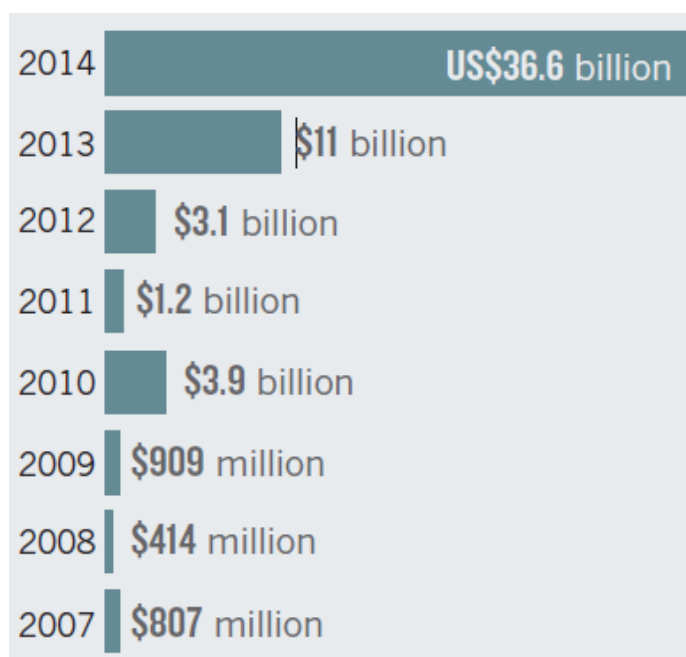 2014 US$36.6 billion
2013 $11 billion
2012 $3.1 billion
2011 $1.2 billion
2010 $3.9 billion
2009 $909 million
2008 $414 million
2007 $807 million